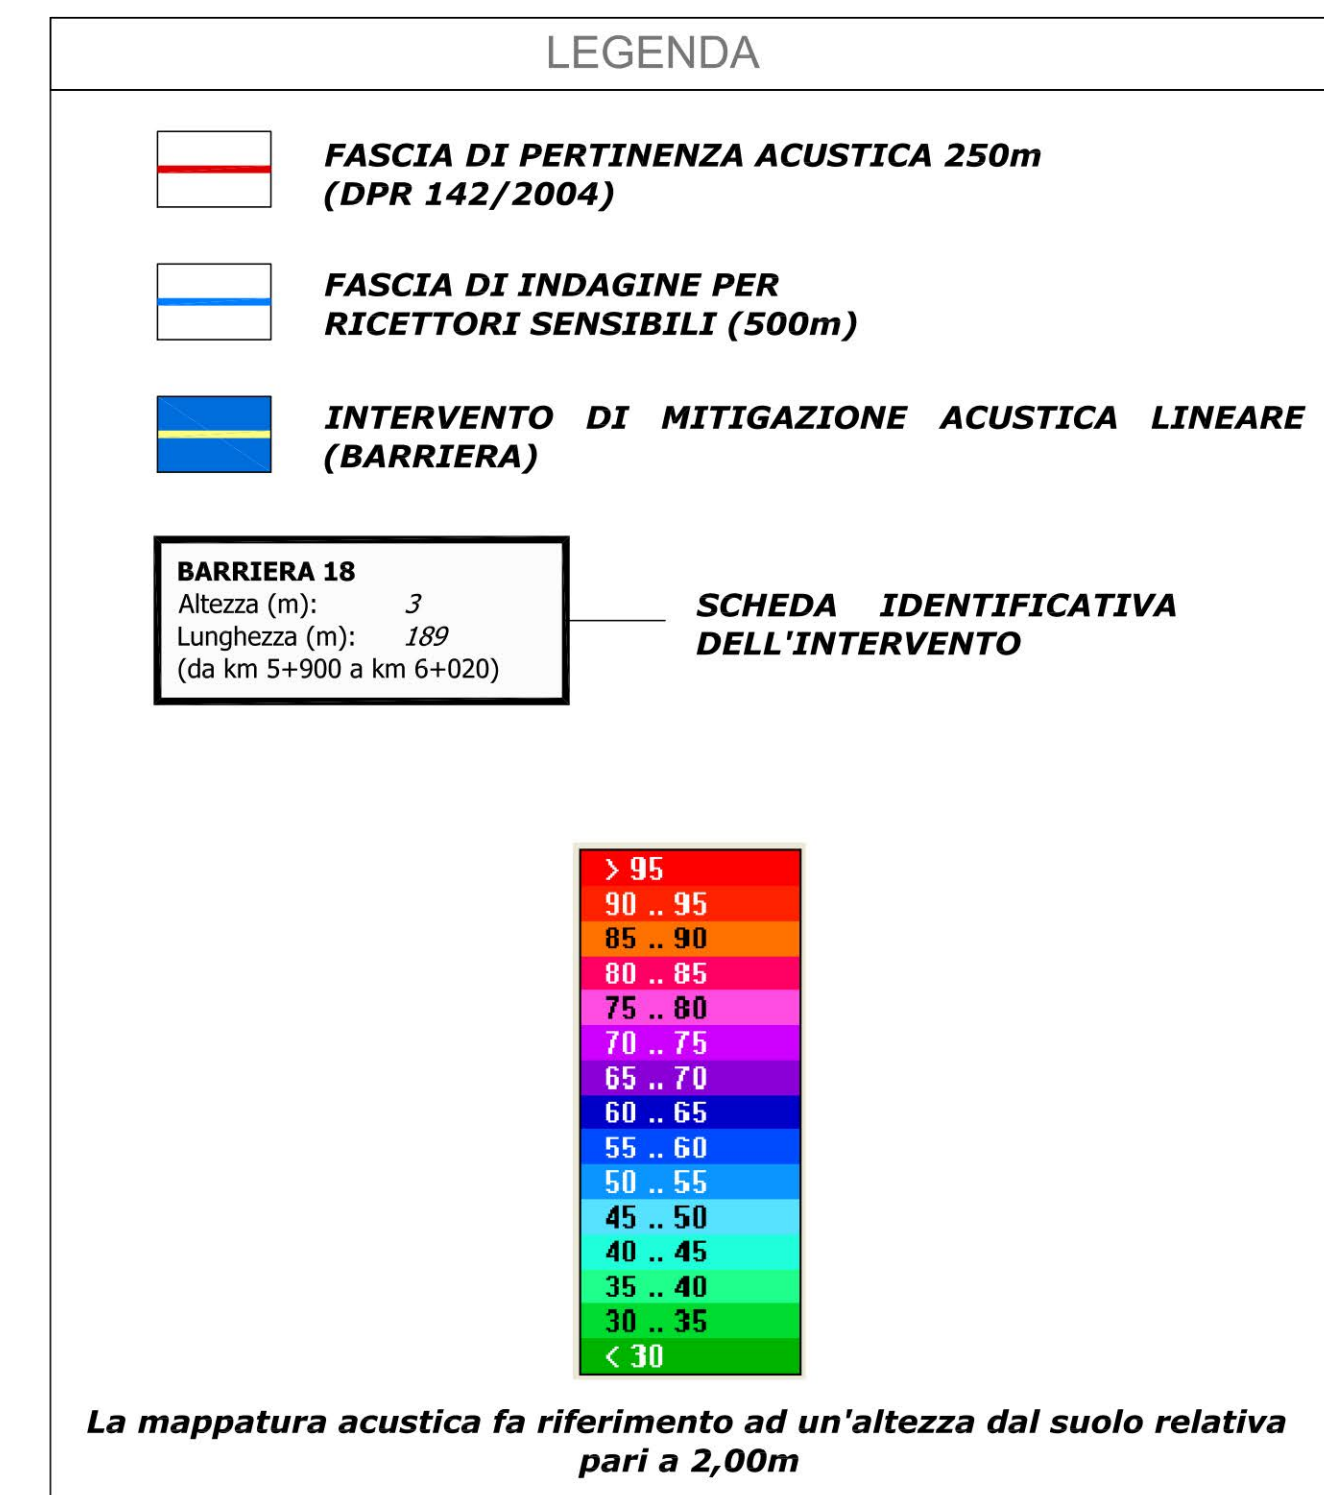 LEGENDA
FASCIA DI PERTINENZA ACUSTICA 250m
(DPR 142/2004)
FASCIA DI INDAGINE PER
RICETTORI SENSIBILI (500m)
INTERVENTO DI MITIGAZIONE ACUSTICA LINEARE
(BARRIERA)
BARRIERA 18
Altezza (m): 3
Lunghezza (m): 189
(da km 5+900 a km 6+020)
SCHEDA IDENTIFICATIVA
DELL'INTERVENTO
> 95
90 .. 95
85 .. 90
80 .. 85
75 .. 80
70 .. 75
65 .. 70
60 .. 65
55 .. 60
50 .. 55
45 .. 50
40 .. 45
35 .. 40
30 .. 35
< 30
La mappatura acustica fa riferimento ad un'altezza dal suolo relativa
pari a 2,00m